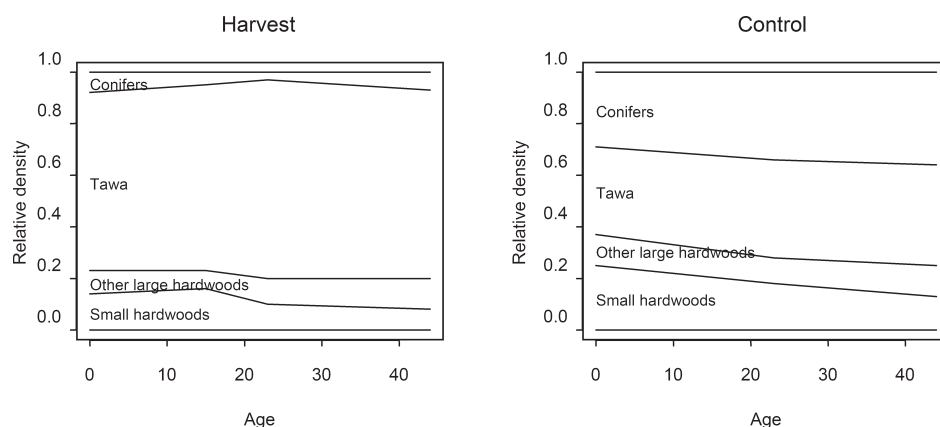 Harvest
Control
1.0
0.8
0.6
0.4
0.2
0.0
Relative density
Conifers
Tawa
Other large hardwoods
Small hardwoods
0 10 20 30 40
Age
1.0
0.8
0.6
0.4
0.2
0.0
Relative density
Conifers
Tawa
Other large hardwoods
Small hardwoods
0 10 20 30 40
Age